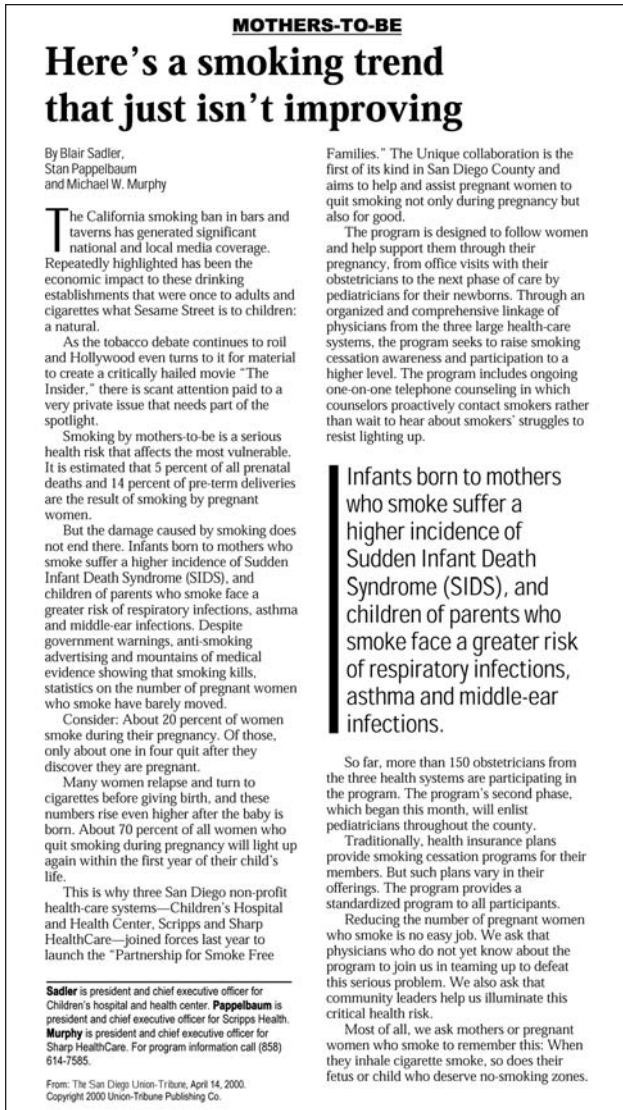 MOTHERS-TO-BE
Here's a smoking trend
that just isn't improving
By Blair Sadler,
Stan Pappelbaum
and Michael W. Murphy
The California smoking ban in bars and
taverns has generated significant
national and local media coverage.
Repeatedly highlighted has been the
economic impact to these drinking
establishments that were once to adults and
cigarettes what Sesame Street is to children:
a natural.
As the tobacco debate continues to roil
and Hollywood even turns to it for material
to create a critically hailed movie "The
Insider," there is scant attention paid to a
very private issue that needs part of the
spotlight.
Smoking by mothers-to-be is a serious
health risk that affects the most vulnerable.
It is estimated that 5 percent of all prenatal
deaths and 14 percent of pre-term deliveries
are the result of smoking by pregnant
women.
But the damage caused by smoking does
not end there. Infants born to mothers who
smoke suffer a higher incidence of Sudden
Infant Death Syndrome (SIDS), and
children of parents who smoke face a
greater risk of respiratory infections, asthma
and middle-ear infections. Despite
government warnings, anti-smoking
advertising and mountains of medical
evidence showing that smoking kills,
statistics on the number of pregnant women
who smoke have barely moved.
Consider: About 20 percent of women
smoke during their pregnancy. Of those,
only about one in four quit after they
discover they are pregnant.
Many women relapse and turn to
cigarettes before giving birth, and these
numbers rise even higher after the baby is
born. About 70 percent of all women who
quit smoking during pregnancy will light up
again within the first year of their child's
life.
This is why three San Diego non-profit
health-care systems—Children's Hospital
and Health Center, Scripps and Sharp
HealthCare—joined forces last year to
launch the "Partnership for Smoke Free
Families." The Unique collaboration is the
first of its kind in San Diego County and
aims to help and assist pregnant women to
quit smoking not only during pregnancy but
also for good.
The program is designed to follow women
and help support them through their
pregnancy, from office visits with their
obstetricians to the next phase of care by
pediatricians for their newborns. Through an
organized and comprehensive linkage of
physicians from the three large health-care
systems, the program seeks to raise smoking
cessation awareness and participation to a
higher level. The program includes ongoing
one-on-one telephone counseling in which
counselors proactively contact smokers rather
than wait to hear about smokers' struggles to
resist lighting up.
Infants born to mothers
who smoke suffer a
higher incidence of
Sudden Infant Death
Syndrome (SIDS), and
children of parents who
smoke face a greater risk
of respiratory infections,
asthma and middle-ear
infections.
So far, more than 150 obstetricians from
the three health systems are participating in
the program. The program's second phase,
which began this month, will enlist
pediatricians throughout the county.
Traditionally, health insurance plans
provide smoking cessation programs for their
members. But such plans vary in their
offerings. The program provides a
standardized program to all participants.
Reducing the number of pregnant women
who smoke is no easy job. We ask that
physicians who do not yet know about the
program to join us in teaming up to defeat
this serious problem. We also ask that
community leaders help us illuminate this
critical health risk.
Most of all, we ask mothers or pregnant
women who smoke to remember this: When
they inhale cigarette smoke, so does their
fetus or child who deserve no-smoking zones.
Sadler is president and chief executive officer for
Children's hospital and health center. Pappelbaum is
president and chief executive officer for Scripps Health.
Murphy is president and chief executive officer for
Sharp HealthCare. For program information call (858)
614-7585.
From: The San Diego Union-Tribune, April 14, 2000.
Copyright 2000 Union-Tribune Publishing Co.